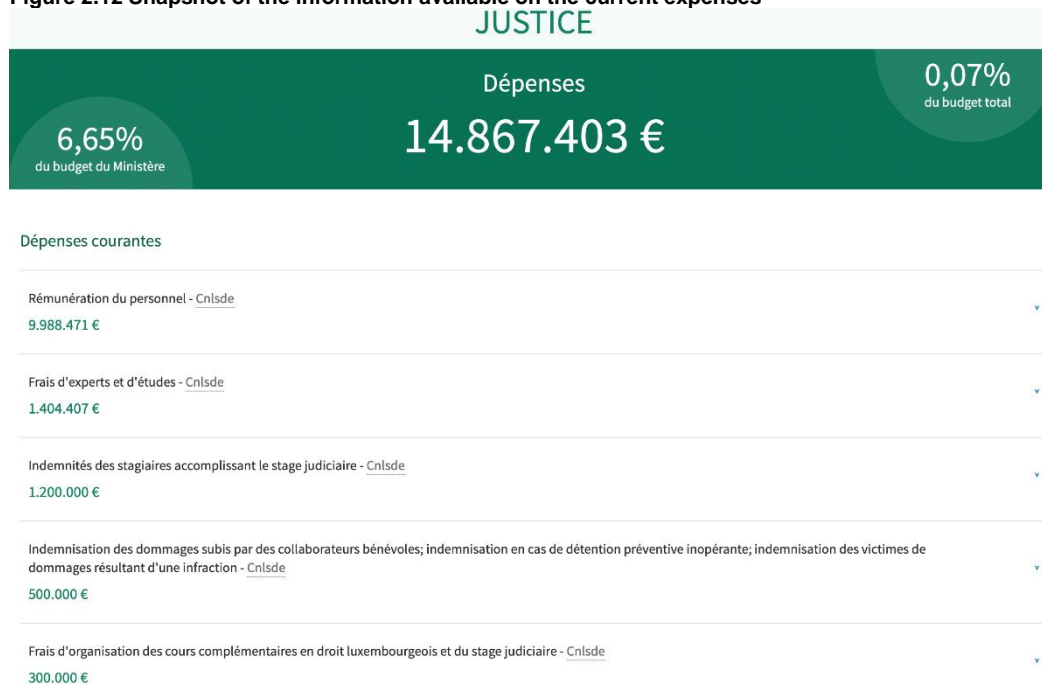 Figure 2.12 Snapshot of the information available on the current expenses
JUSTICE
Dépenses
14.867.403 €
0,07%
du budget total
6,65%
du budget du Ministère
Dépenses courantes
Rémunération du personnel - Cnlsde
9.988.471 €
Frais d'experts et d'études - Cnlsde
1.404.407 €
Indemnités des stagiaires accomplissant le stage judiciaire - Cnlsde
1.200.000 €
Indemnisation des dommages subis par des collaborateurs bénévoles; indemnisation en cas de détention préventive inopérante; indemnisation des victimes de
dommages résultant d'une infraction - Cnlsde
500.000 €
Frais d'organisation des cours complémentaires en droit luxembourgeois et du stage judiciaire - Cnlsde
300.000 €